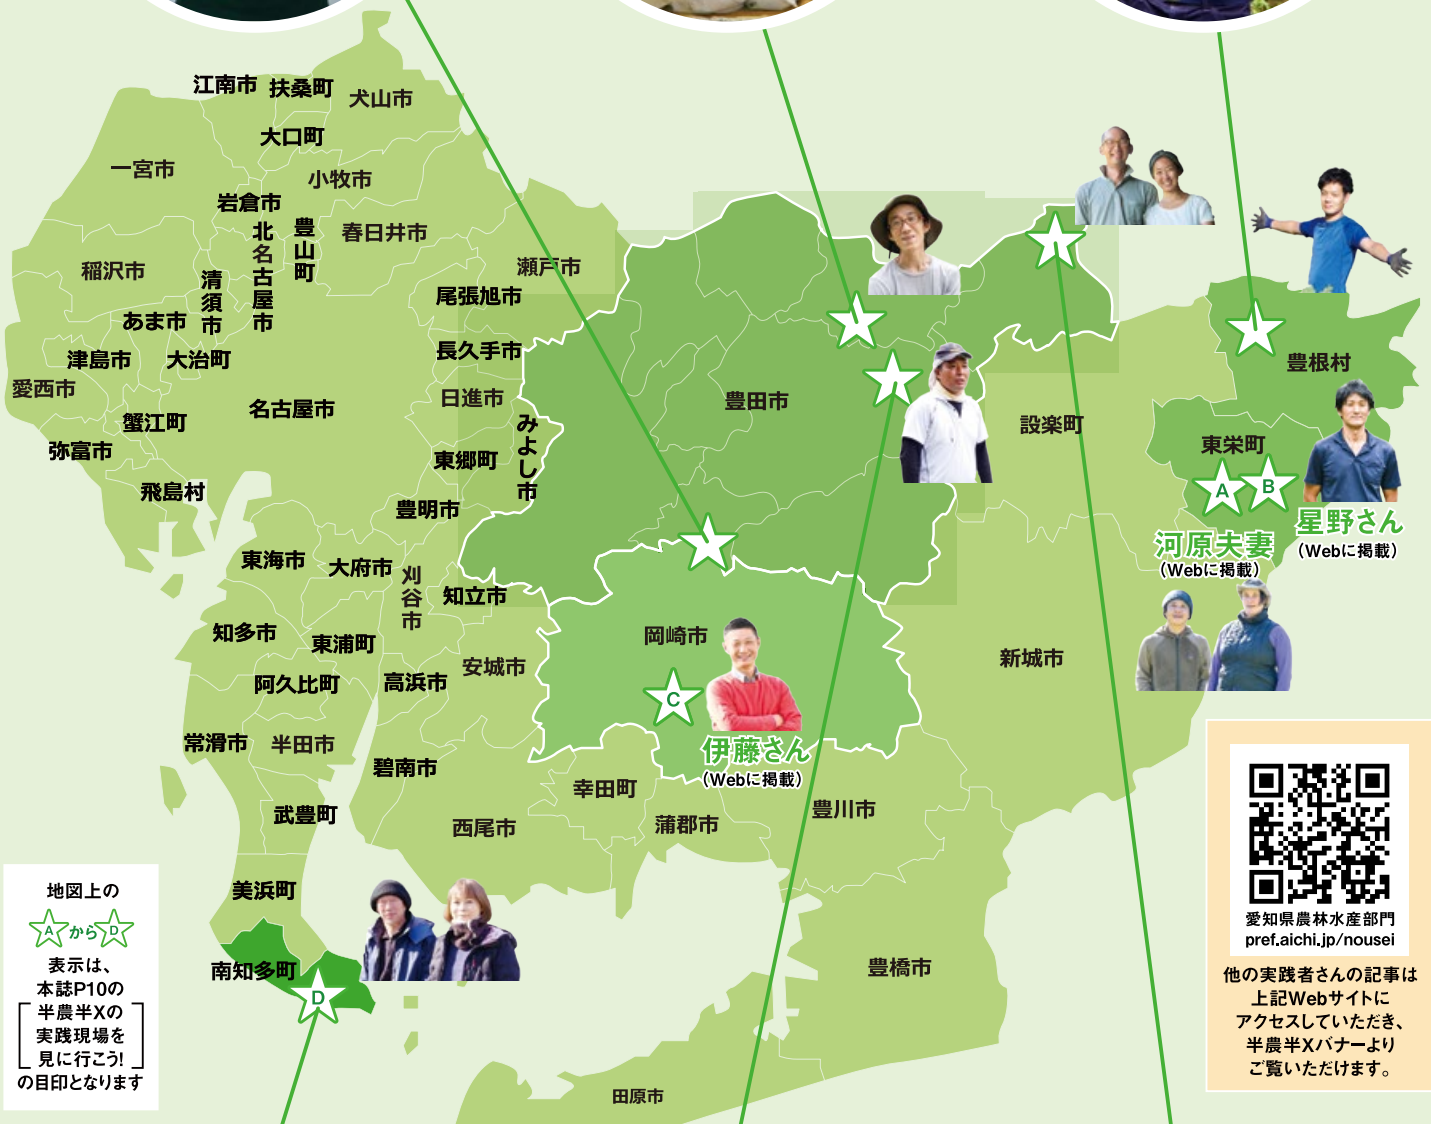 江南市
扶桑町
犬山市
大口町
一宮市
小牧市
岩倉市
北名古屋市
豊山町
春日井市
稲沢市
清須市
瀬戸市
尾張旭市
あま市
津島市
大治町
長久手市
愛西市
日進市
蟹江町
名古屋市
みよし市
弥富市
東郷町
飛島村
豊明市
豊田市
設楽町
豊根村
東栄町
A
B
星野さん
(Webに掲載)
河原夫妻
(Webに掲載)
東海市
大府市
刈谷市
知立市
知多市
東浦町
岡崎市
安城市
新城市
阿久比町
高浜市
C
伊藤さん
(Webに掲載)
常滑市
半田市
碧南市
幸田町
武豊町
西尾市
蒲郡市
豊川市
美浜町
南知多町
D
豊橋市
田原市
地図上の
AからD
表示は、
本誌P10の
半農半Xの
実践現場を
見に行こう!
の目印となります
愛知県農林水産部門
pref.aichi.jp/nousei
他の実践者さんの記事は
上記Webサイトに
アクセスしていただき、
半農半Xバナーより
ご覧いただけます。